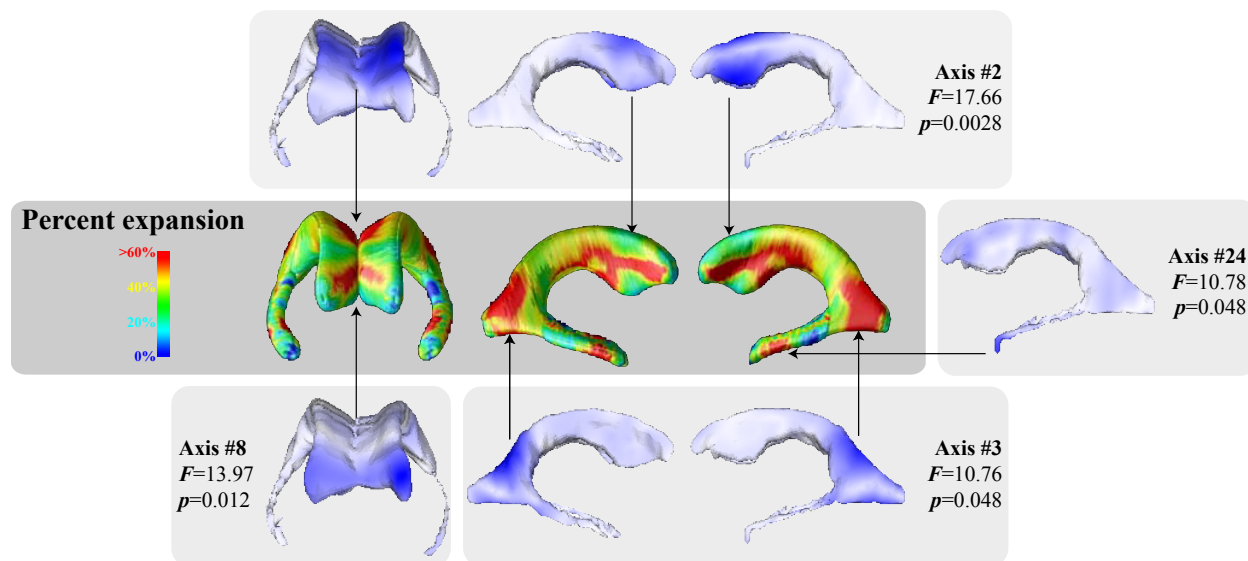 Axis #2
F=17.66
p=0.0028
Percent expansion
>60%
40%
20%
0%
Axis #24
F=10.78
p=0.048
Axis #8
F=13.97
p=0.012
Axis #3
F=10.76
p=0.048